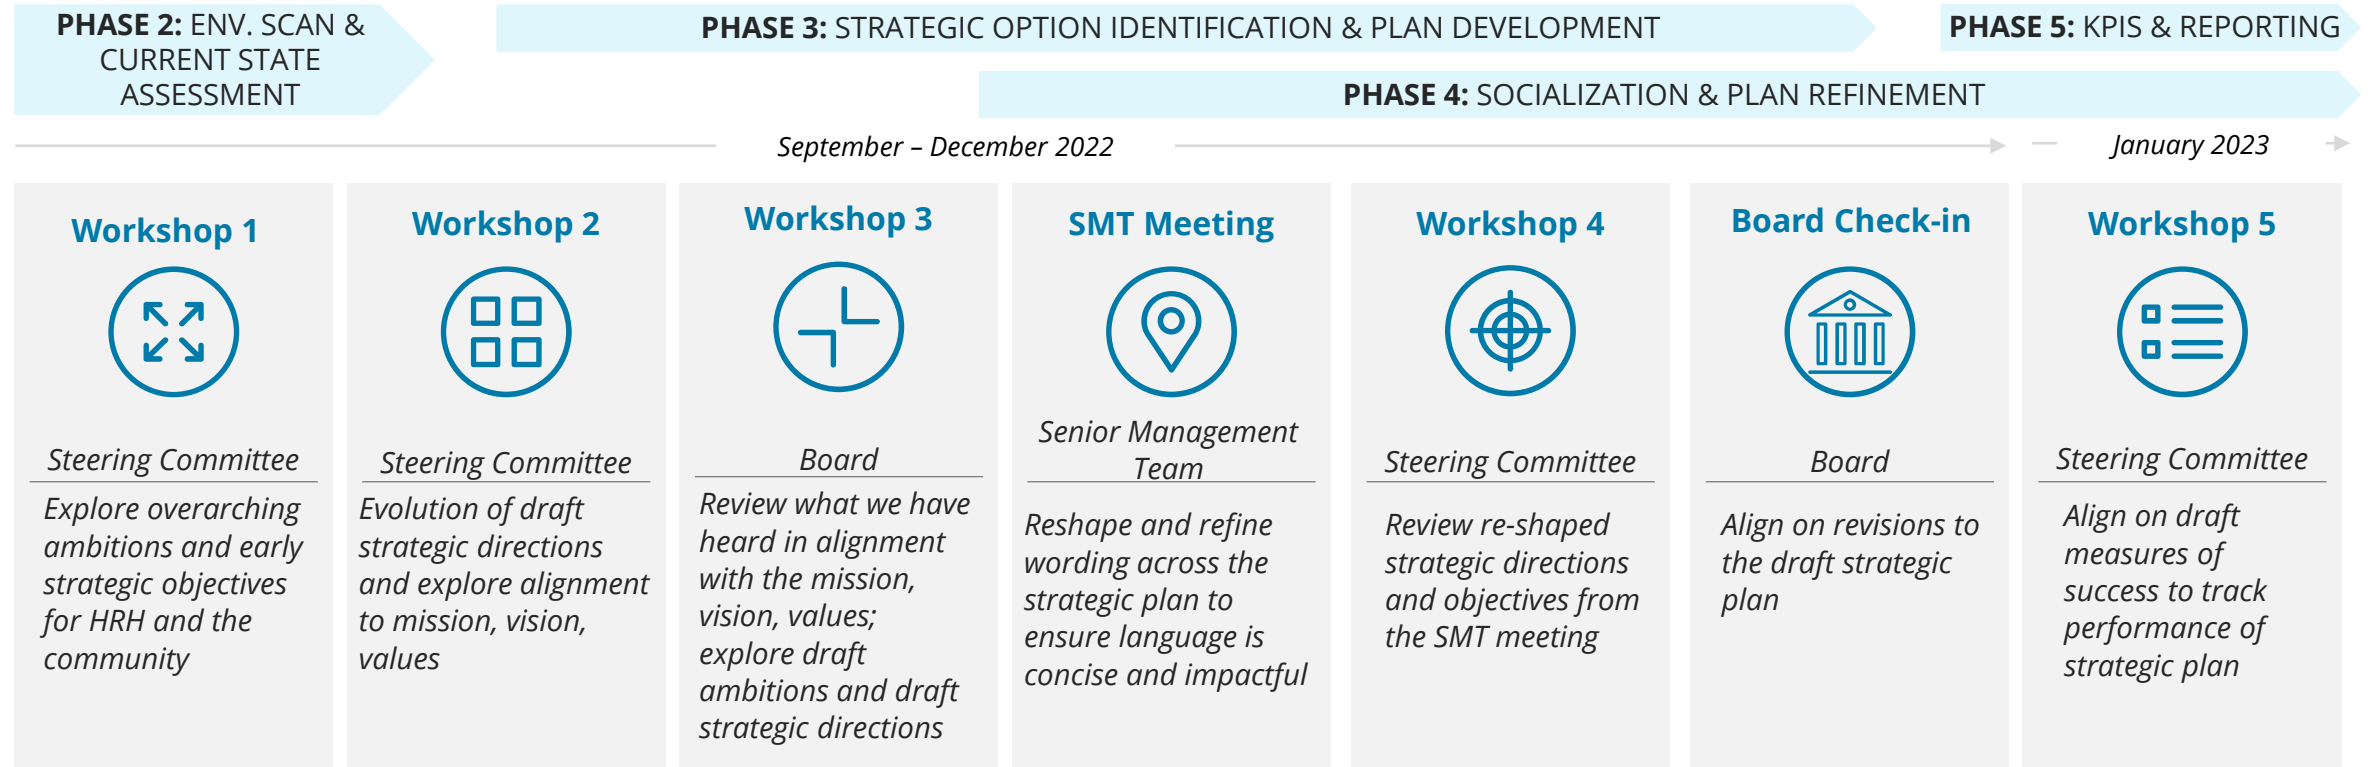 PHASE 2: ENV. SCAN &
CURRENT STATE
ASSESSMENT
PHASE 3: STRATEGIC OPTION IDENTIFICATION & PLAN DEVELOPMENT
PHASE 5: KPIS & REPORTING
PHASE 4: SOCIALIZATION & PLAN REFINEMENT
September – December 2022
January 2023
Workshop 1
Steering Committee
Explore overarching
ambitions and early
strategic objectives
for HRH and the
community
Workshop 2
Steering Committee
Evolution of draft
strategic directions
and explore alignment
to mission, vision,
values
Workshop 3
Board
Review what we have
heard in alignment
with the mission,
vision, values;
explore draft
ambitions and draft
strategic directions
SMT Meeting
Senior Management
Team
Reshape and refine
wording across the
strategic plan to
ensure language is
concise and impactful
Workshop 4
Steering Committee
Review re-shaped
strategic directions
and objectives from
the SMT meeting
Board Check-in
Board
Align on revisions to
the draft strategic
plan
Workshop 5
Steering Committee
Align on draft
measures of
success to track
performance of
strategic plan